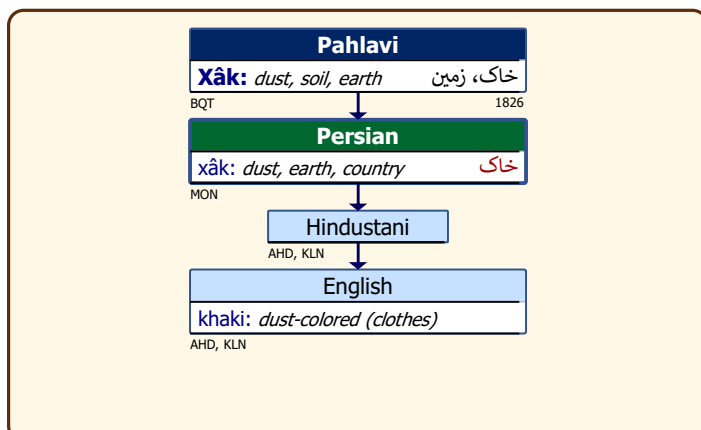 Pahlavi
Xâk: dust, soil, earth خاک، زمین
BQT 1826
Persian
xâk: dust, earth, country خاک
MON
Hindustani
AHD, KLN
English
khaki: dust-colored (clothes)
AHD, KLN